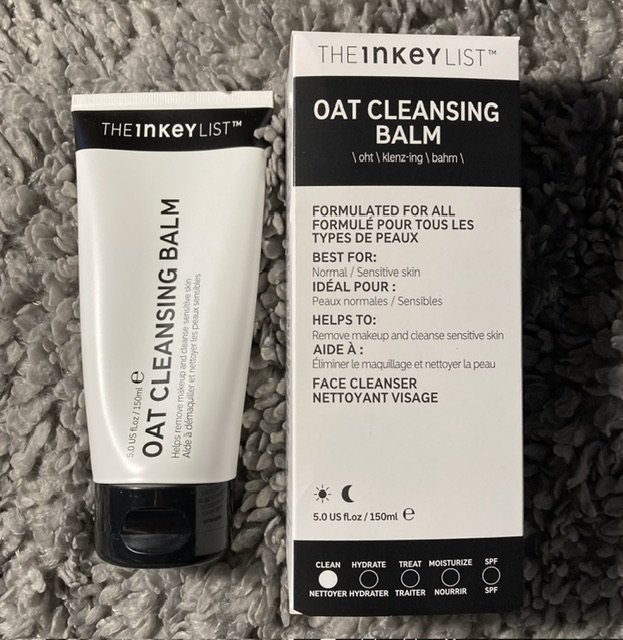 THE INKEY LIST™
OAT CLEANSING BALM
Helps remove makeup and cleanse sensitive skin
Aide à démaquiller et nettoyer les peaux sensibles
5.0 US fl.oz / 150ml ℮
THE INKEY LIST™
OAT CLEANSING
BALM
\ oht \ klenz-ing \ bahm \
FORMULATED FOR ALL
FORMULÉ POUR TOUS LES
TYPES DE PEAUX
BEST FOR:
Normal / Sensitive skin
IDÉAL POUR :
Peaux normales / Sensibles
HELPS TO:
Remove makeup and cleanse sensitive skin
AIDE À :
Éliminer le maquillage et nettoyer la peau
FACE CLEANSER
NETTOYANT VISAGE
5.0 US fl.oz / 150ml ℮
CLEAN HYDRATE TREAT MOISTURIZE SPF
NETTOYER HYDRATER TRAITER NOURRIR SPF